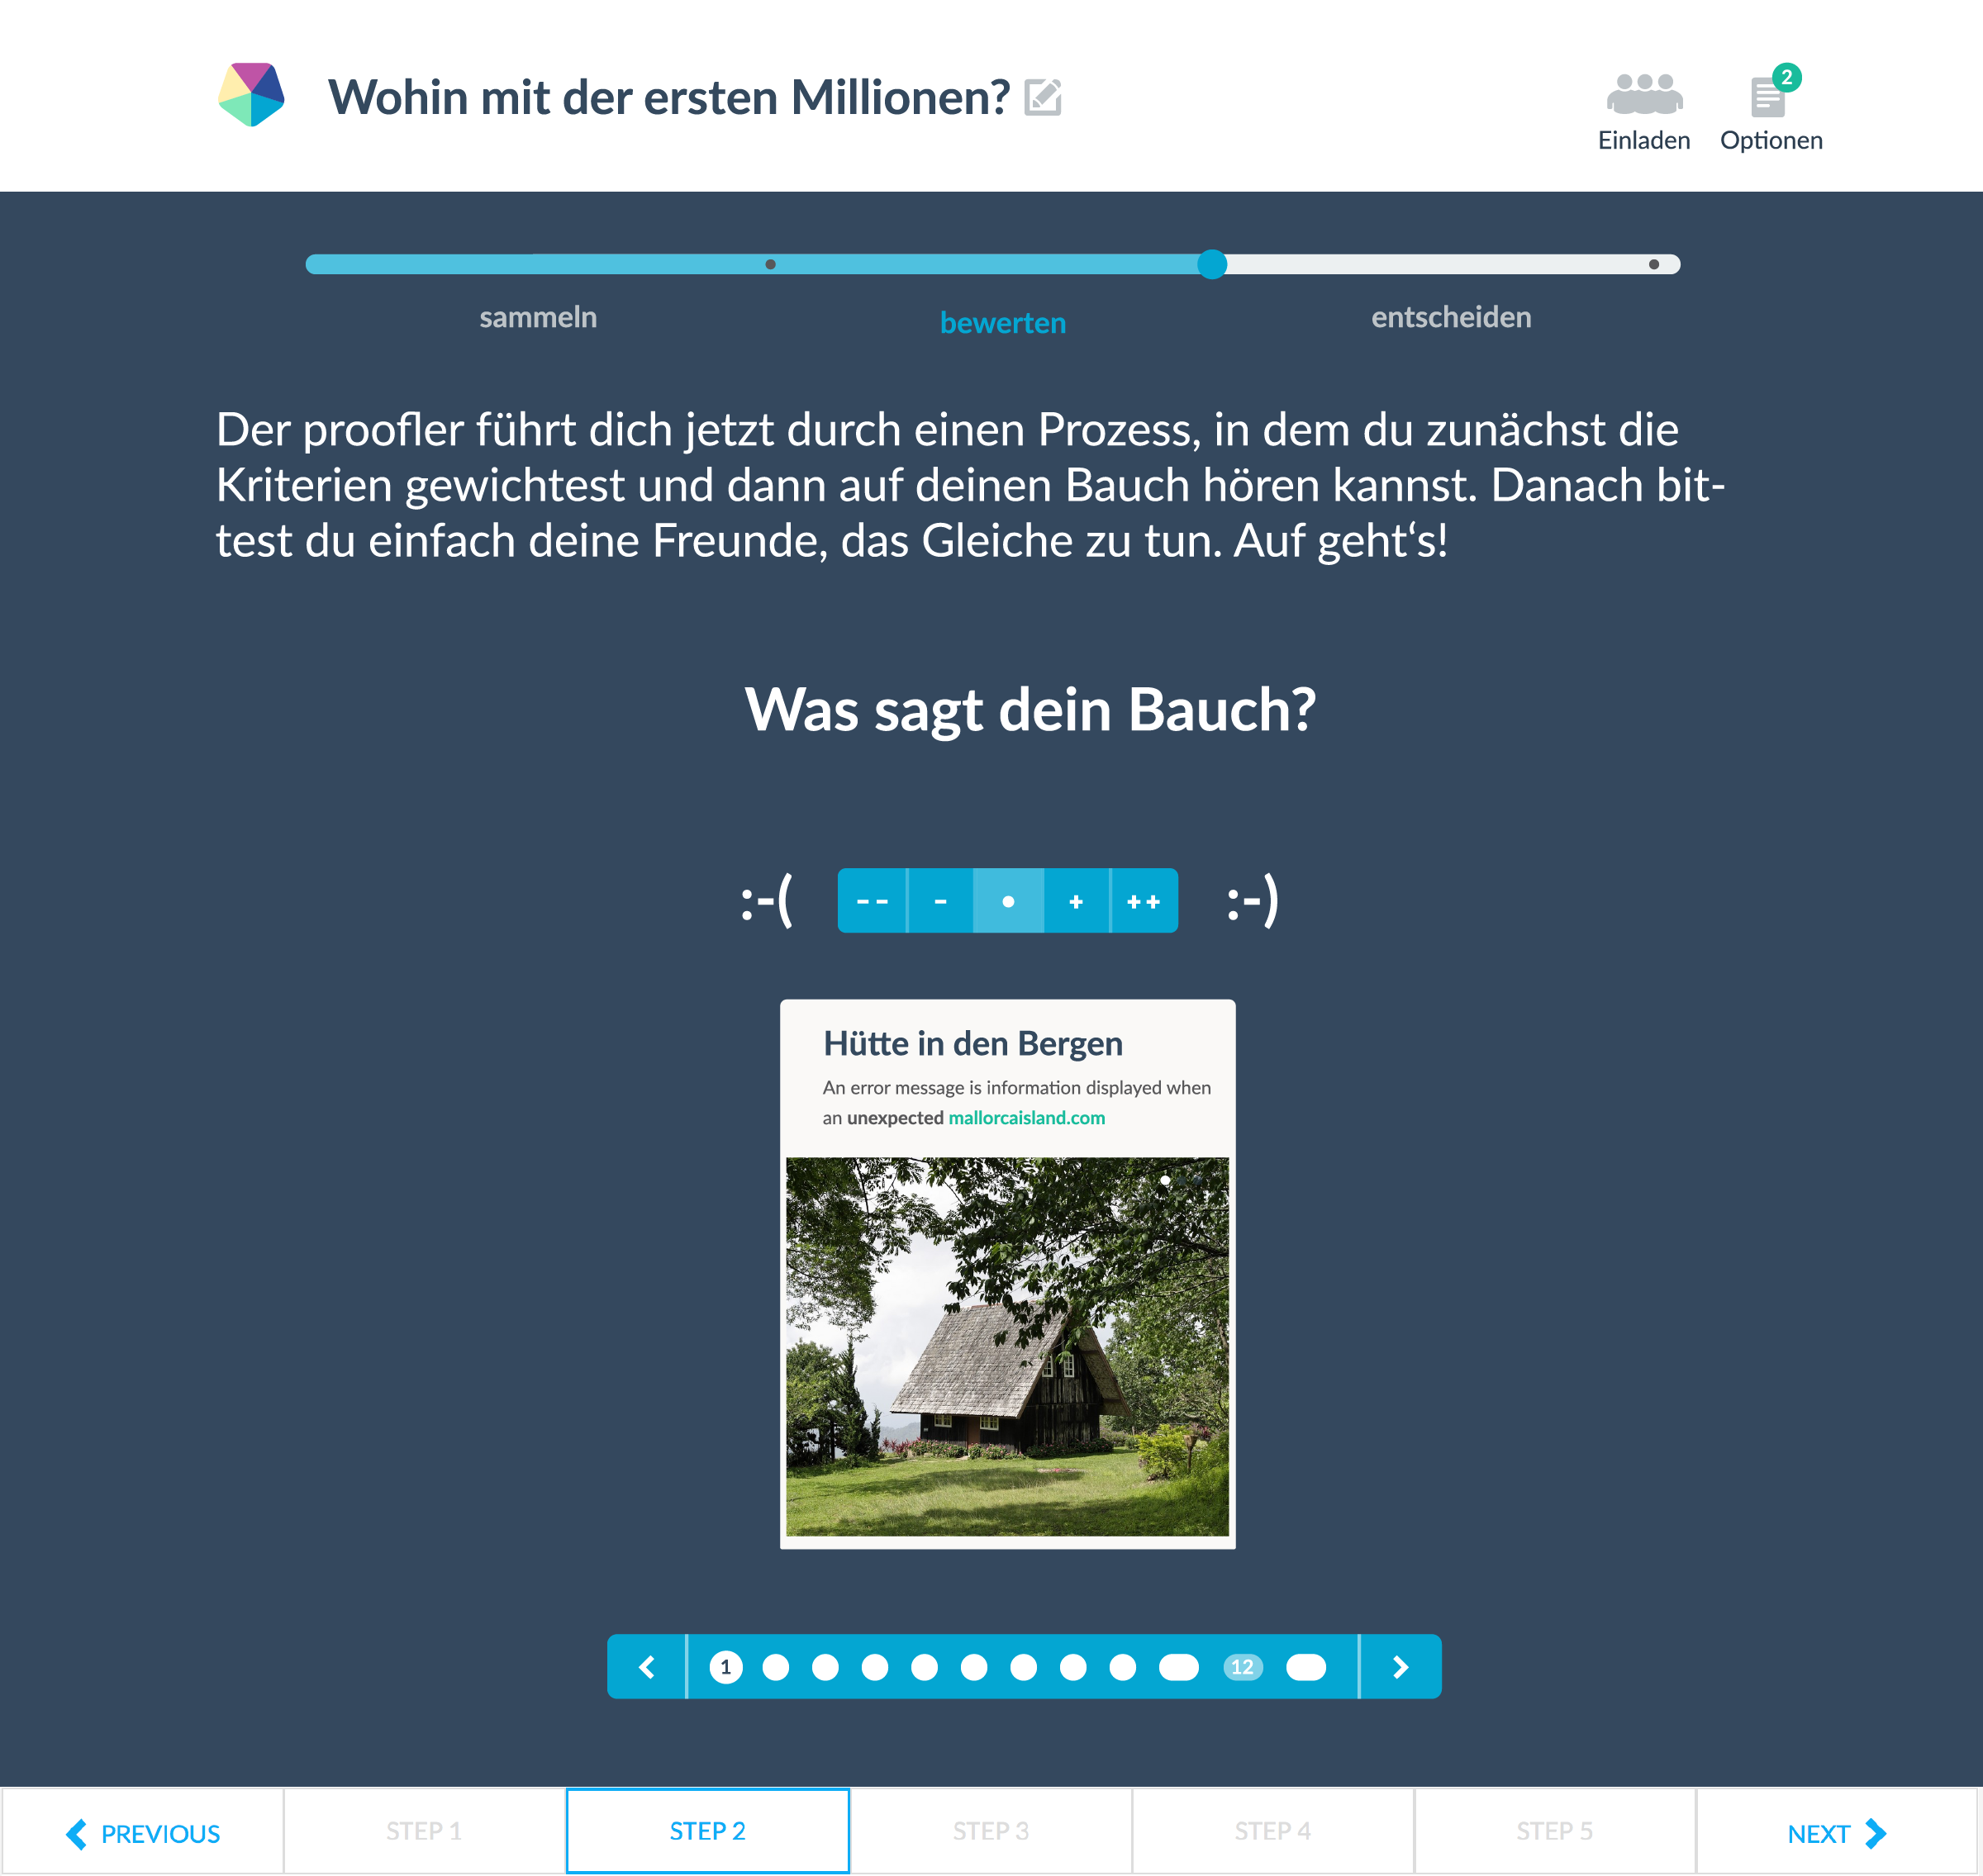 Wohin mit der ersten Millionen?
2
Einladen Optionen
sammeln bewerten entscheiden
Der proofler führt dich jetzt durch einen Prozess, in dem du zunächst die
Kriterien gewichtest und dann auf deinen Bauch hören kannst. Danach bit-
test du einfach deine Freunde, das Gleiche zu tun. Auf geht‘s!
Was sagt dein Bauch?
:-( -- - • + ++ :-)
Hütte in den Bergen
An error message is information displayed when
an unexpected mallorcaisland.com
1 12
PREVIOUS STEP 1 STEP 2 STEP 3 STEP 4 STEP 5 NEXT